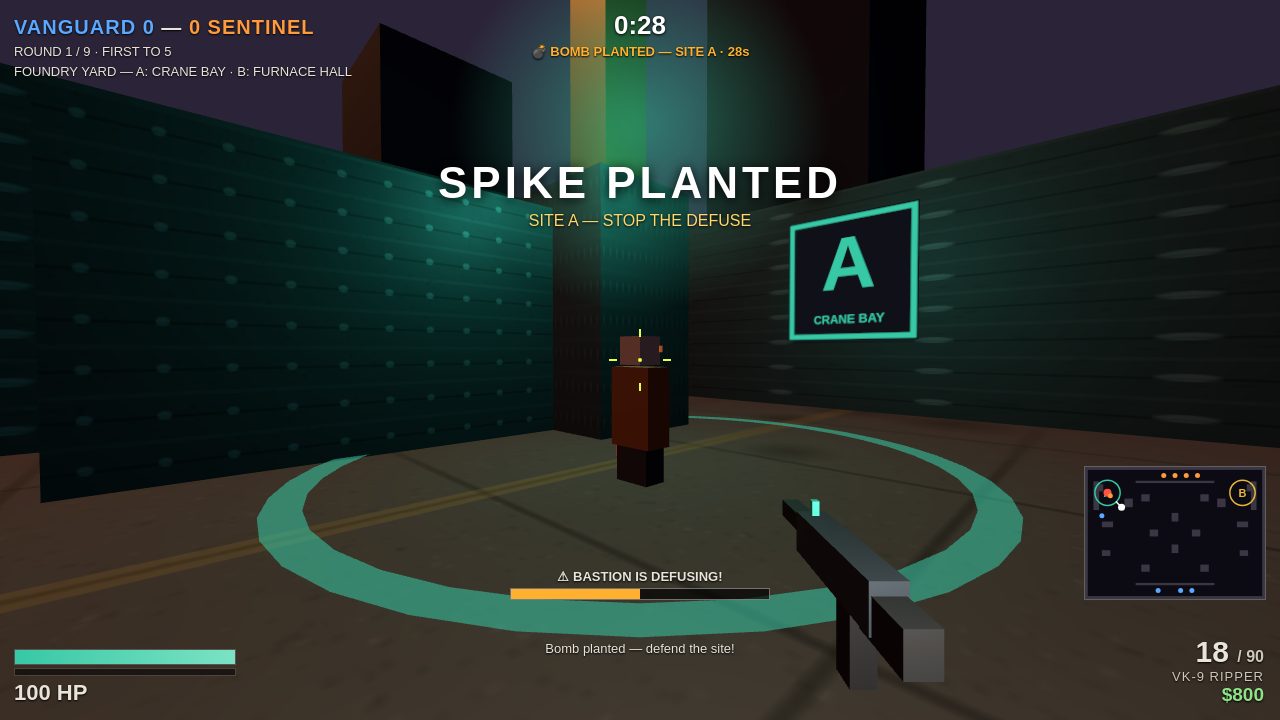 VANGUARD 0 — 0 SENTINEL
ROUND 1 / 9 · FIRST TO 5
FOUNDRY YARD — A: CRANE BAY · B: FURNACE HALL
0:28
💣 BOMB PLANTED — SITE A · 28s
SPIKE PLANTED
SITE A — STOP THE DEFUSE
A
CRANE BAY
⚠ BASTION IS DEFUSING!
Bomb planted — defend the site!
B
100 HP
18 / 90
VK-9 RIPPER
$800